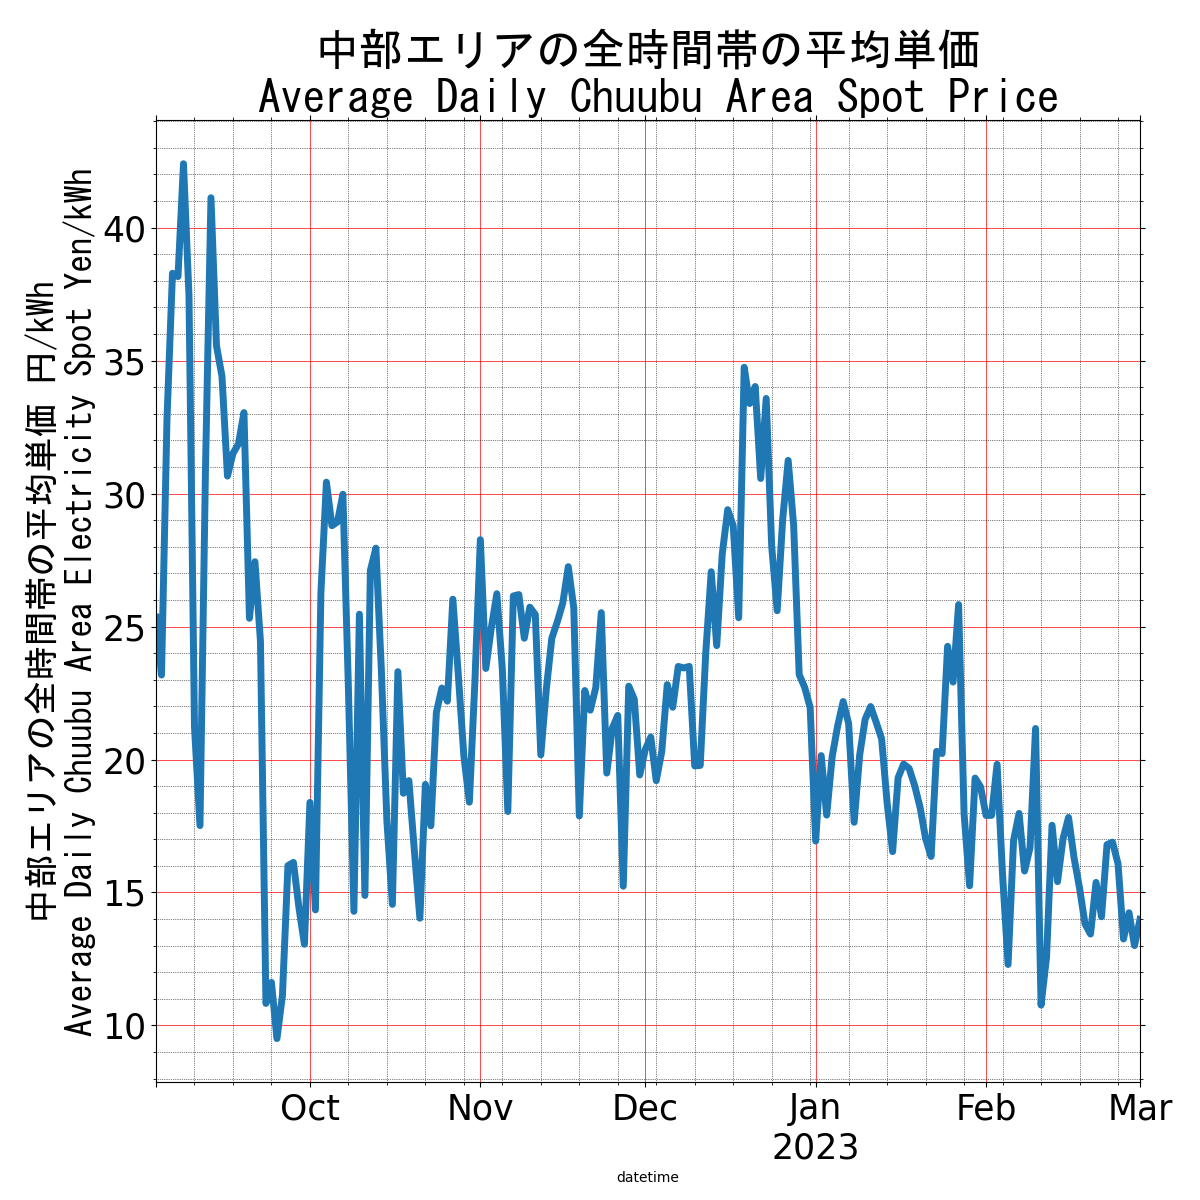 中部エリアの全時間帯の平均単価
Average Daily Chuubu Area Spot Price
中部エリアの全時間帯の平均単価 円/kWh
Average Daily Chuubu Area Electricity Spot Yen/kWh
40
35
30
25
20
15
10
Oct
Nov
Dec
Jan
2023
Feb
Mar
datetime